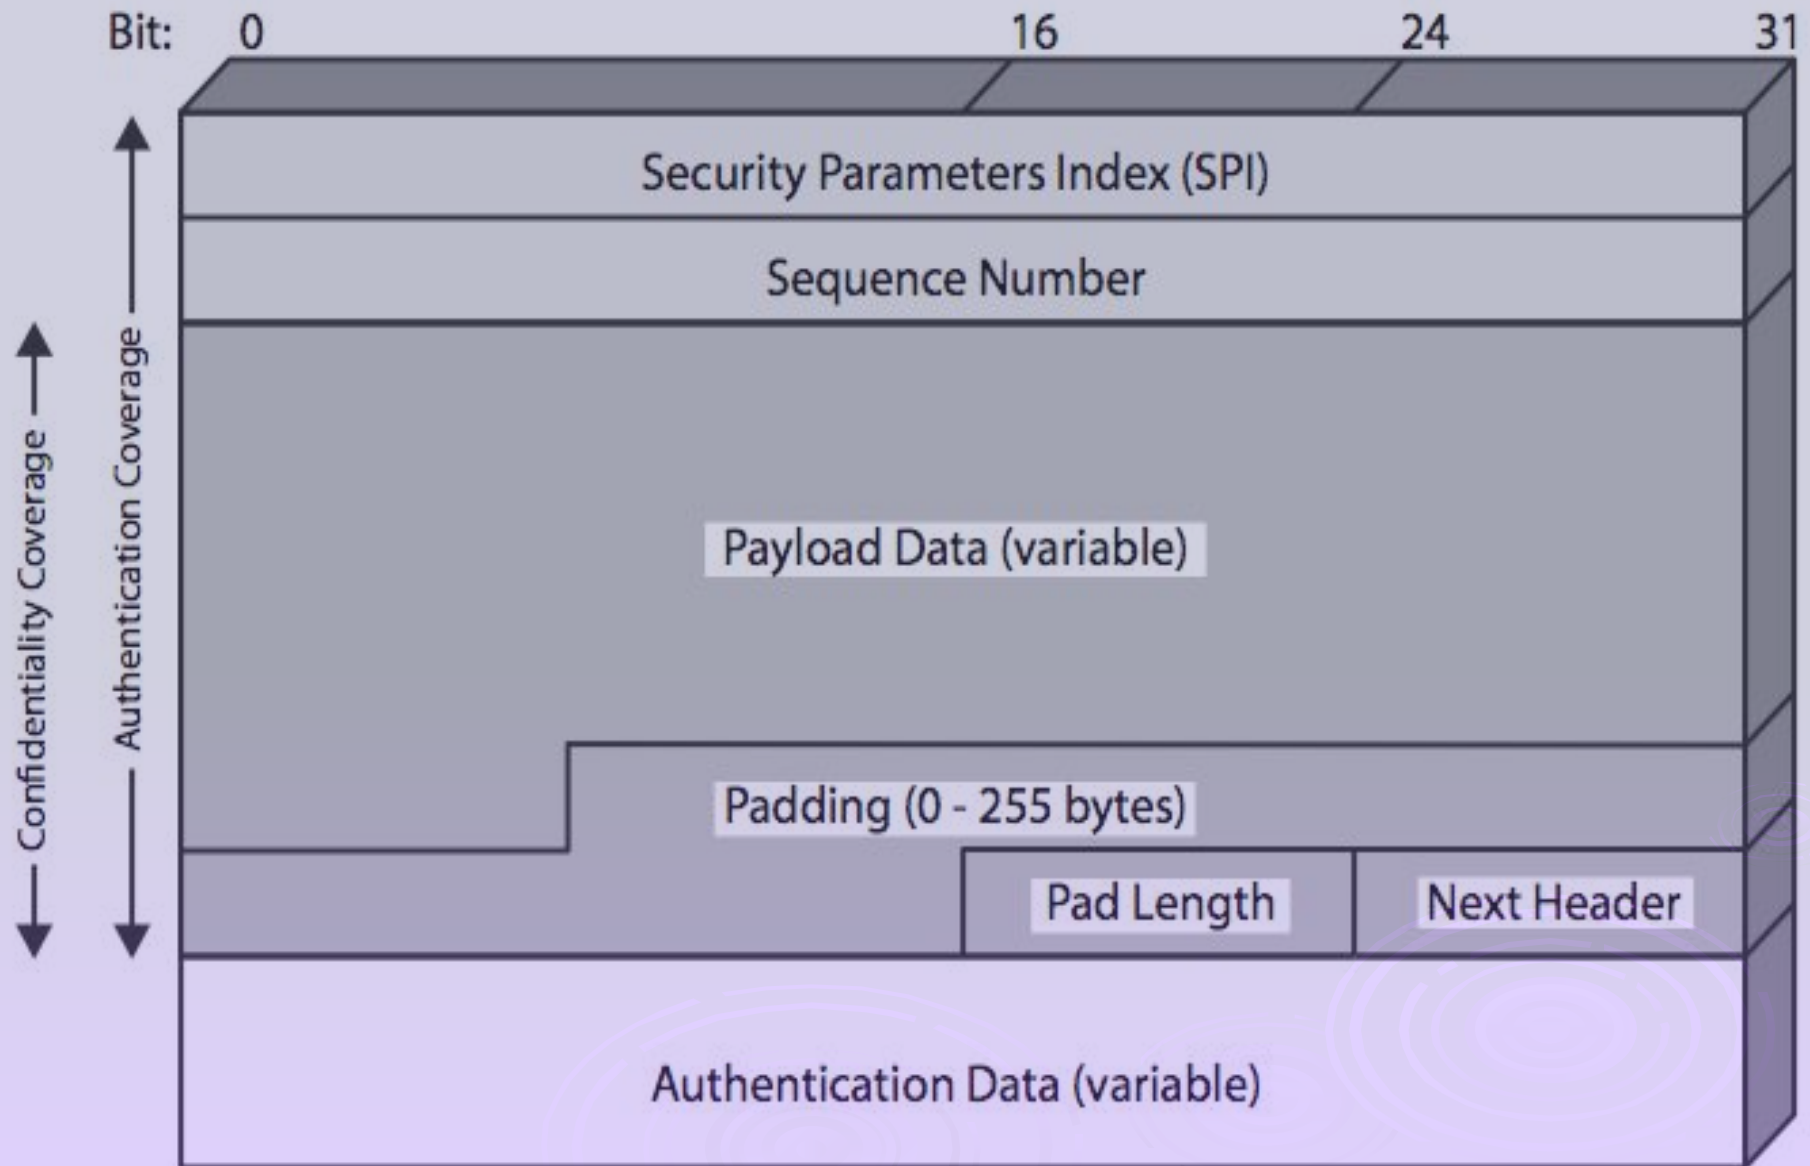 Bit: 0 16 24 31
Security Parameters Index (SPI)
Sequence Number
Confidentiality Coverage
Authentication Coverage
Payload Data (variable)
Padding (0 - 255 bytes)
Pad Length Next Header
Authentication Data (variable)